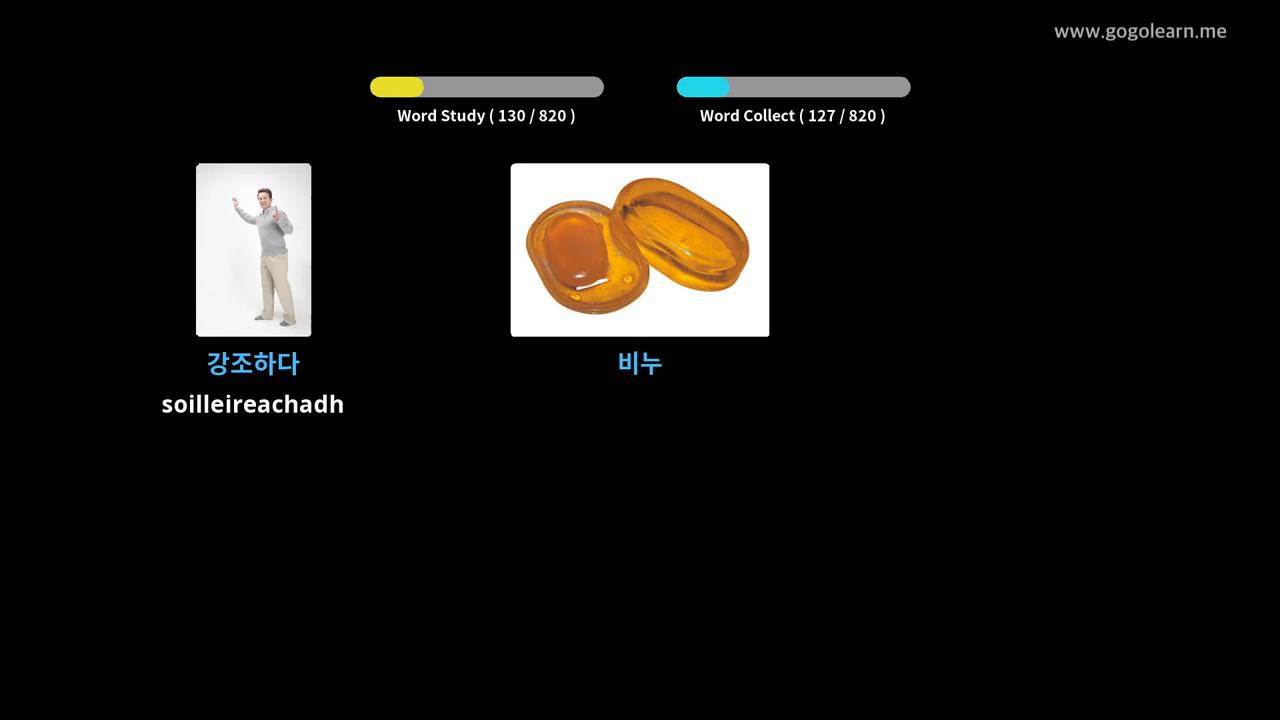 www.gogolearn.me
Word Study ( 130 / 820 )
Word Collect ( 127 / 820 )
강조하다
비누
soilleireachadh